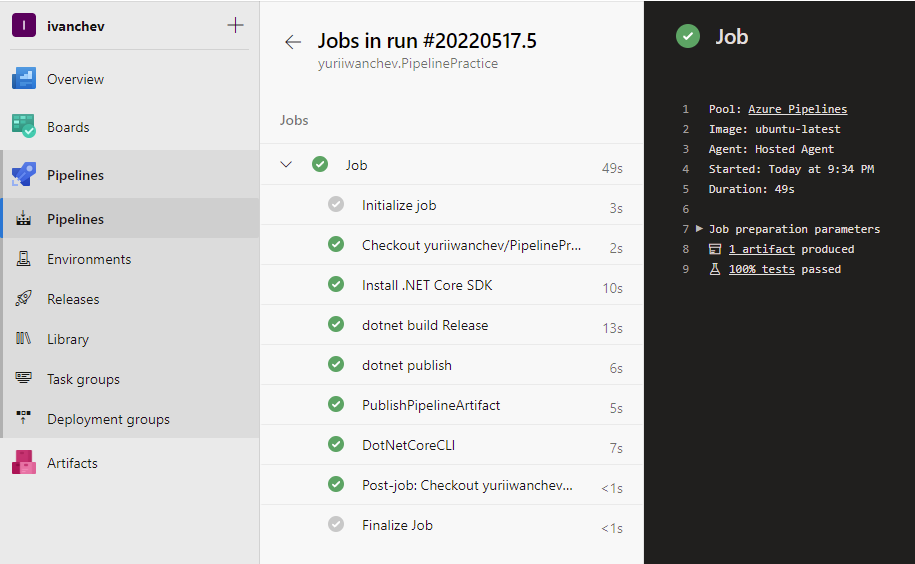 I ivanchev +
Overview
Boards
Pipelines
Pipelines
Environments
Releases
Library
Task groups
Deployment groups
Artifacts
Jobs in run #20220517.5
yuriiwanchev.PipelinePractice
Jobs
Job 49s
Initialize job 3s
Checkout yuriiwanchev/PipelinePr... 2s
Install .NET Core SDK 10s
dotnet build Release 13s
dotnet publish 6s
PublishPipelineArtifact 5s
DotNetCoreCLI 7s
Post-job: Checkout yuriiwanchev... <1s
Finalize Job <1s
Job
1 Pool: Azure Pipelines
2 Image: ubuntu-latest
3 Agent: Hosted Agent
4 Started: Today at 9:34 PM
5 Duration: 49s
6
7 Job preparation parameters
8 1 artifact produced
9 100% tests passed